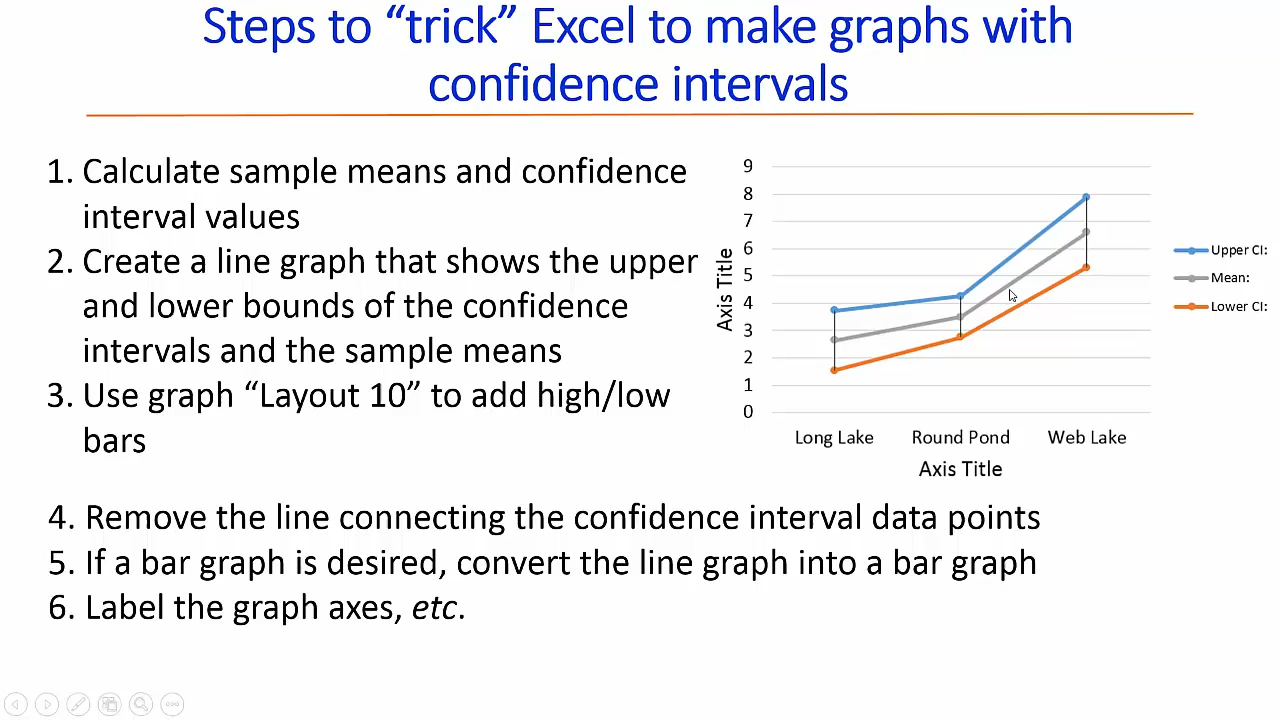 Steps to “trick” Excel to make graphs with
confidence intervals
1. Calculate sample means and confidence
interval values
2. Create a line graph that shows the upper
and lower bounds of the confidence
intervals and the sample means
3. Use graph “Layout 10” to add high/low
bars
4. Remove the line connecting the confidence interval data points
5. If a bar graph is desired, convert the line graph into a bar graph
6. Label the graph axes, etc.
9
8
7
6
5
4
3
2
1
0
Axis Title
Long Lake Round Pond Web Lake
Axis Title
Upper CI:
Mean:
Lower CI: